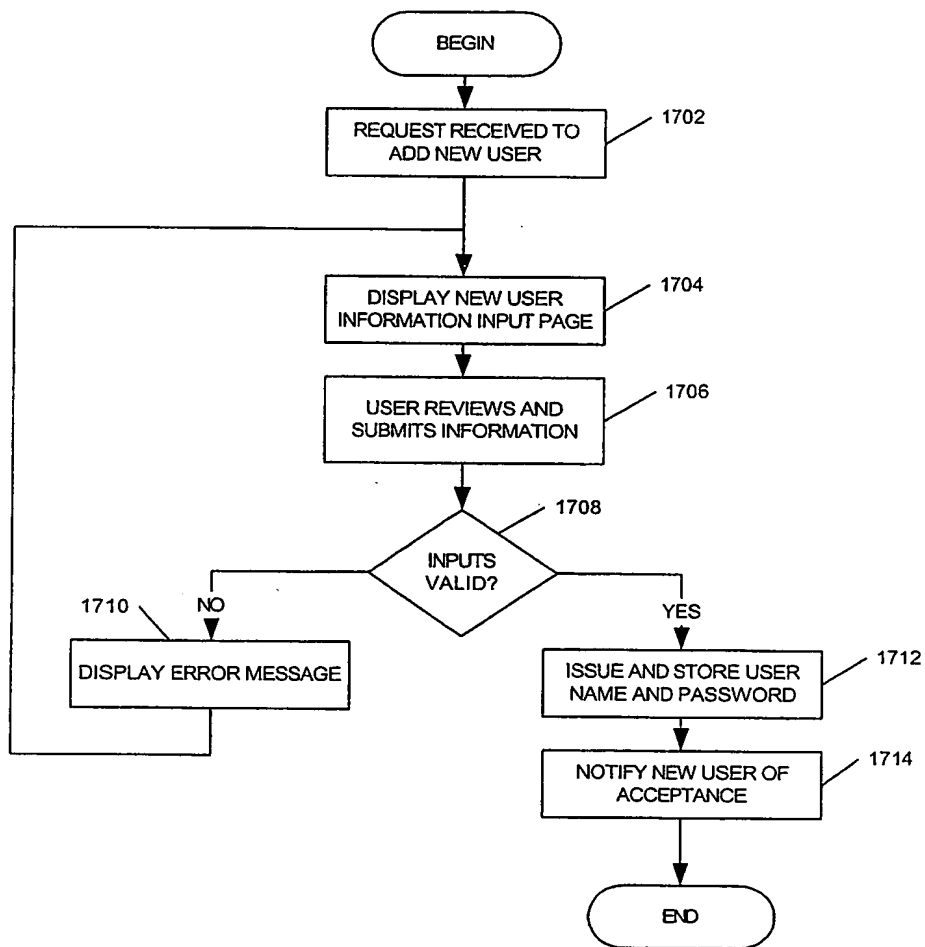 BEGIN
REQUEST RECEIVED TO
ADD NEW USER
1702
DISPLAY NEW USER
INFORMATION INPUT PAGE
1704
USER REVIEWS AND
SUBMITS INFORMATION
1706
INPUTS
VALID?
1708
NO
YES
1710
DISPLAY ERROR MESSAGE
ISSUE AND STORE USER
NAME AND PASSWORD
1712
NOTIFY NEW USER OF
ACCEPTANCE
1714
END